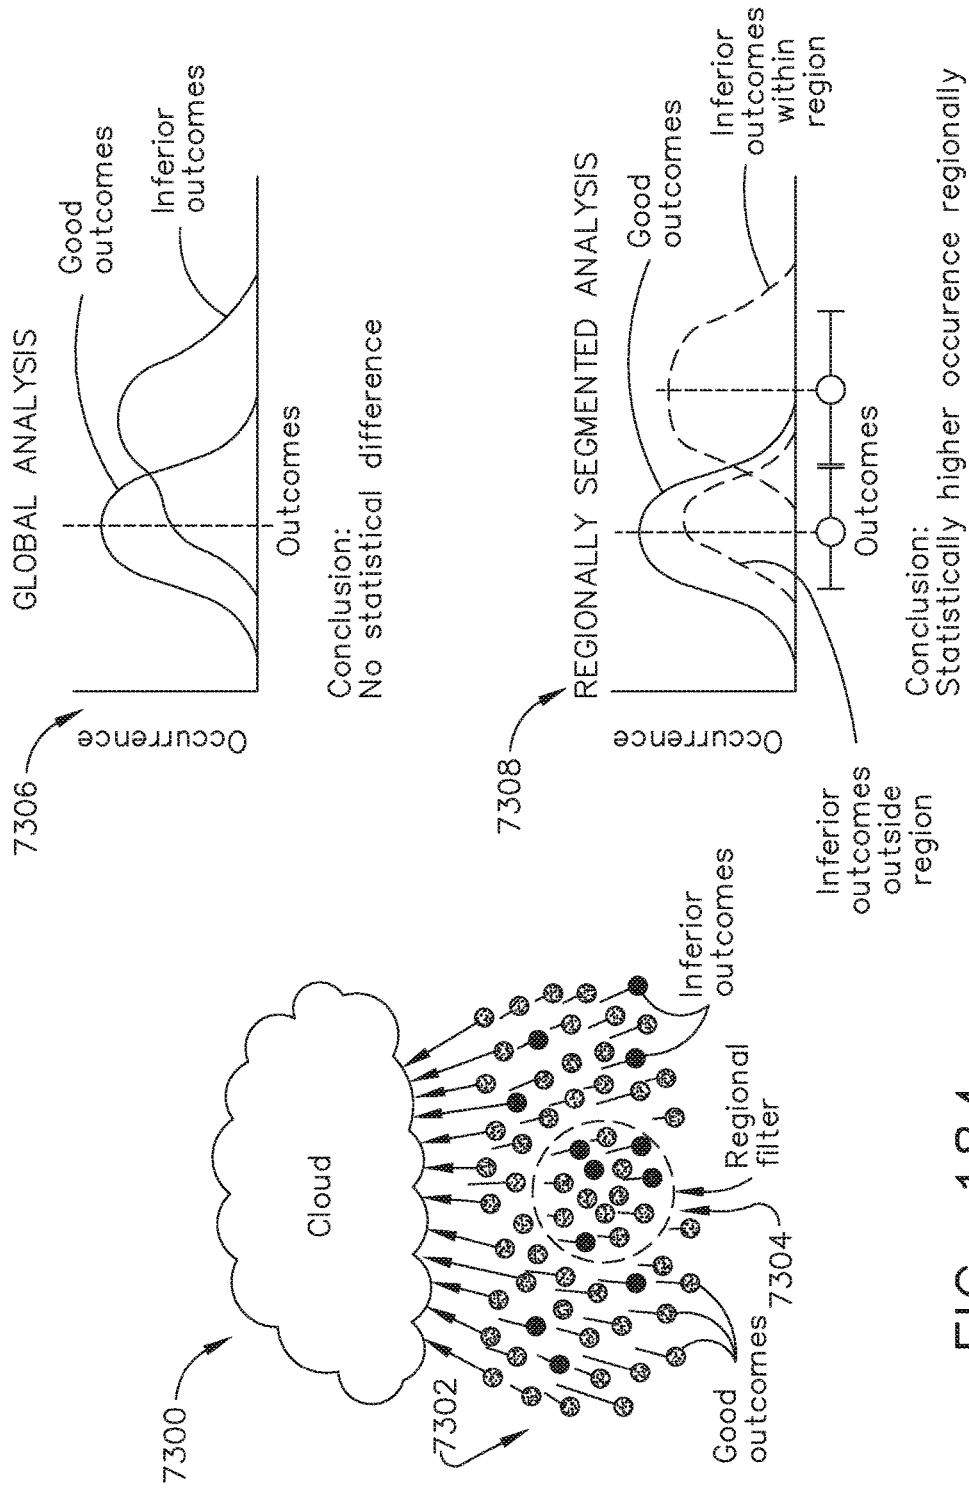 7300
Cloud
7302
Good
outcomes
7304
Regional
filter
Inferior
outcomes
7306
GLOBAL ANALYSIS
Occurrence
Good
outcomes
Inferior
outcomes
Outcomes
Conclusion:
No statistical difference
7308
REGIONALLY SEGMENTED ANALYSIS
Occurrence
Good
outcomes
Inferior
outcomes
within
region
Inferior
outcomes
outside
region
Outcomes
Conclusion:
Statistically higher occurence regionally